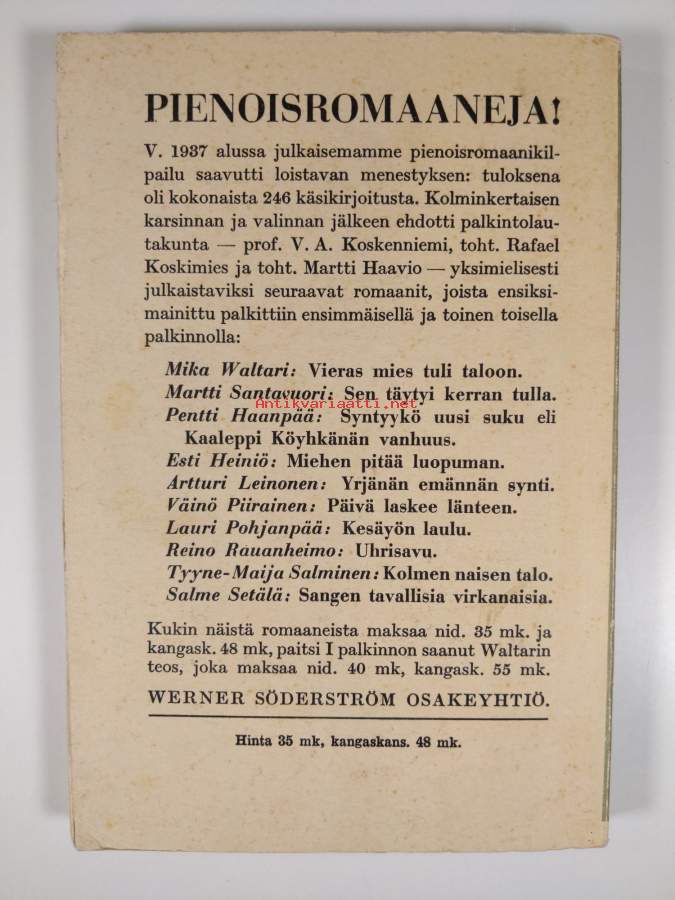 PIENOISROMAANEJA!
V. 1937 alussa julkaisemamme pienoisromaanikil-
pailu saavutti loistavan menestyksen: tuloksena
oli kokonaista 246 käsikirjoitusta. Kolminkertaisen
karsinnan ja valinnan jälkeen ehdotti palkintolau-
takunta — prof. V. A. Koskenniemi, toht. Rafael
Koskimies ja toht. Martti Haavio — yksimielisesti
julkaistaviksi seuraavat romaanit, joista ensiksi-
mainittu palkittiin ensimmäisellä ja toinen toisella
palkinnolla:
Mika Waltari: Vieras mies tuli taloon.
Martti Santavuori: Sen täytyi kerran tulla.
Antikvariaatti.net
Pentti Haanpää: Syntyykö uusi suku eli
Kaaleppi Köyhkänän vanhuus.
Esti Heiniö: Miehen pitää luopuman.
Artturi Leinonen: Yrjänän emännän synti.
Väinö Piirainen: Päivä laskee länteen.
Lauri Pohjanpää: Kesäyön laulu.
Reino Rauanheimo: Uhrisavu.
Tyyne-Maija Salminen: Kolmen naisen talo.
Salme Setälä: Sangen tavallisia virkanaisia.
Kukin näistä romaaneista maksaa nid. 35 mk. ja
kangask. 48 mk, paitsi I palkinnon saanut Waltarin
teos, joka maksaa nid. 40 mk, kangask. 55 mk.
WERNER SÖDERSTRÖM OSAKEYHTIÖ.
Hinta 35 mk, kangaskans. 48 mk.